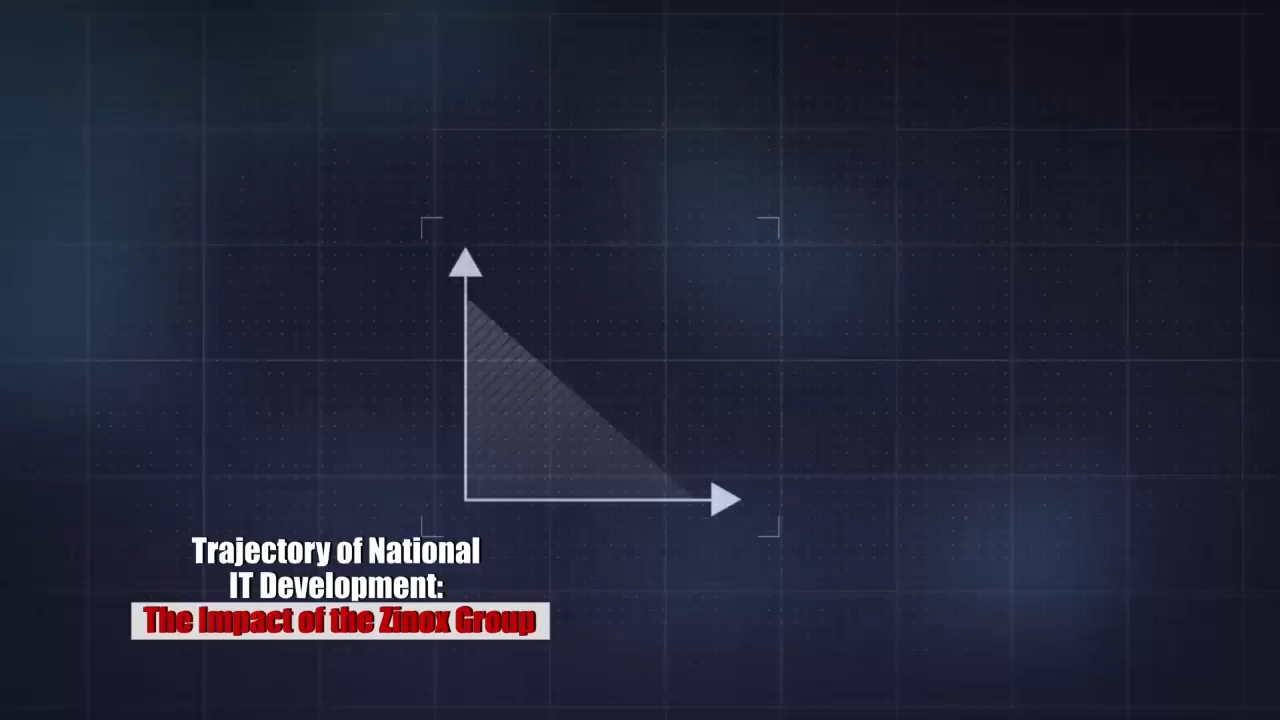 Trajectory of National
IT Development:
The Impact of the Zinox Group